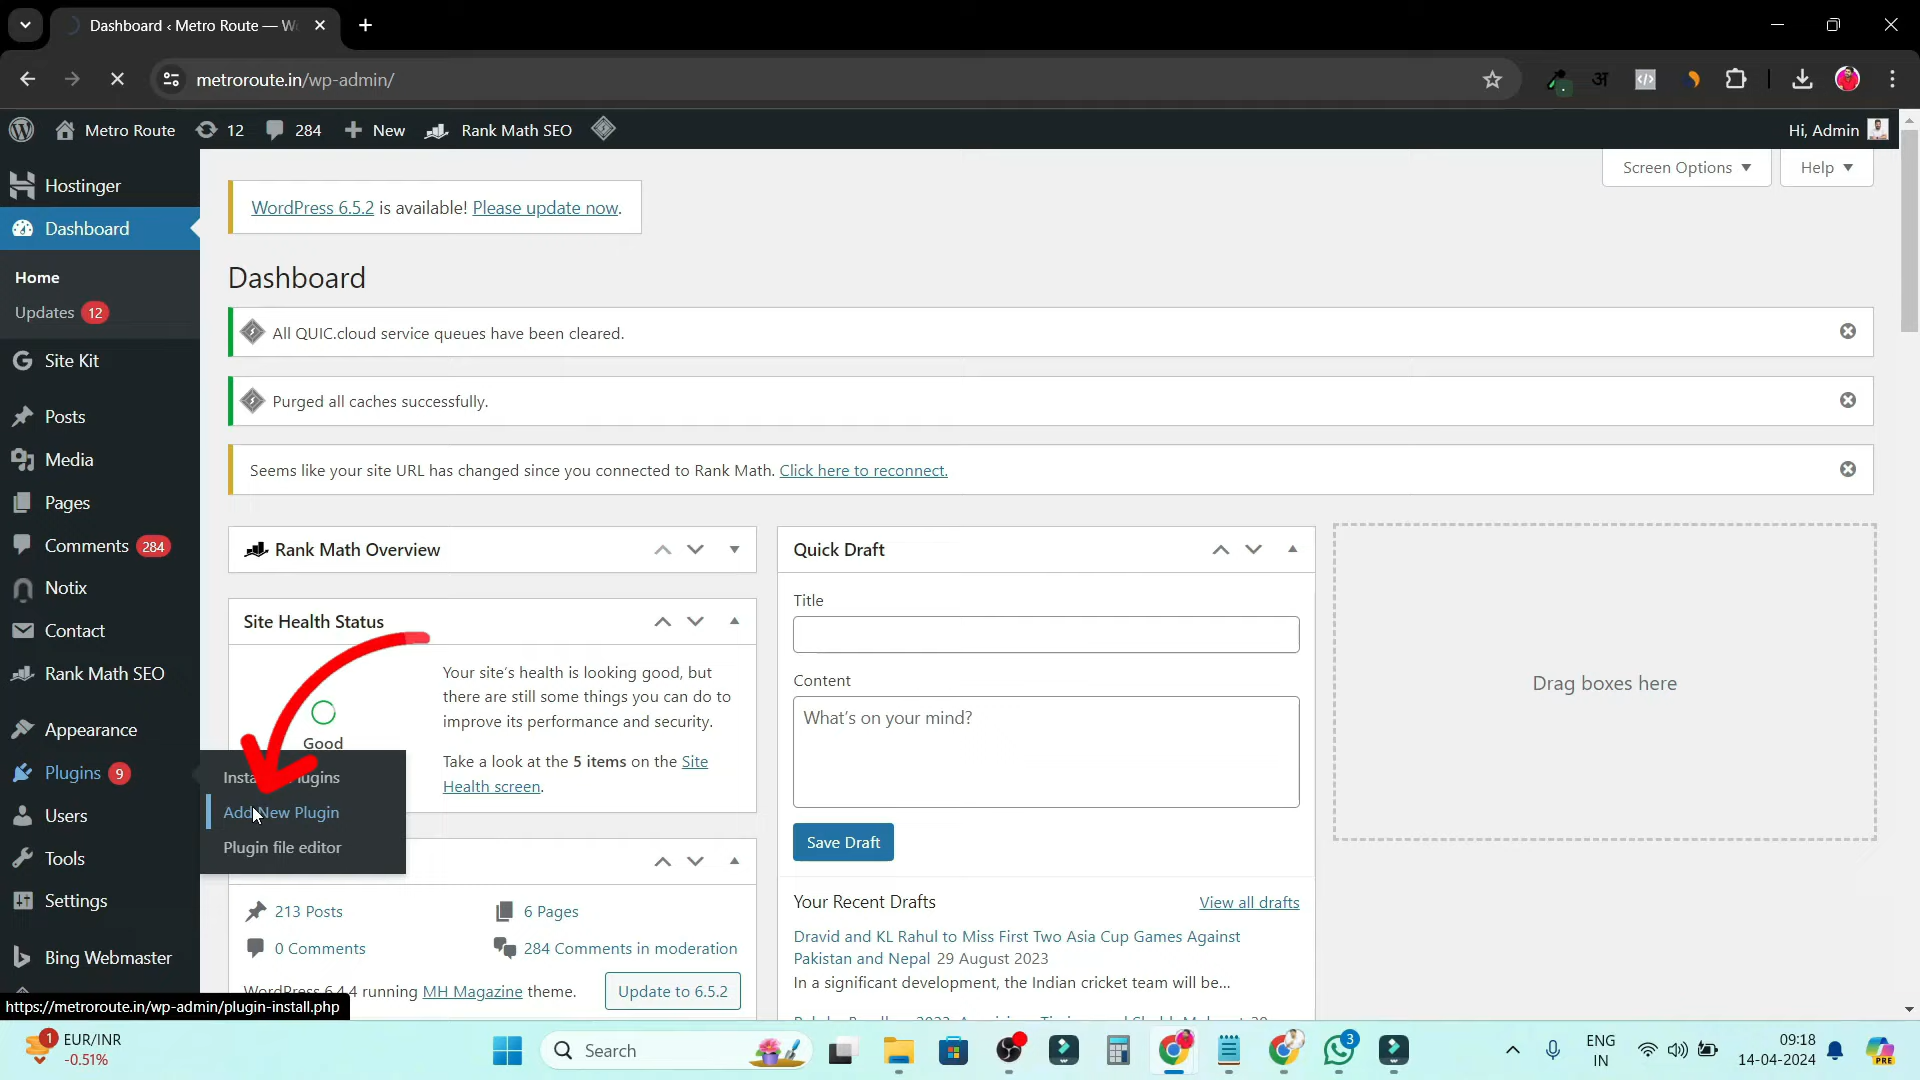 Dashboard ‹ Metro Route — W
metroroute.in/wp-admin/
Metro Route 12 284 New Rank Math SEO
Hi, Admin
Screen Options Help
Hostinger
Dashboard
Home
Updates 12
Site Kit
Posts
Media
Pages
Comments 284
Notix
Contact
Rank Math SEO
Appearance
Plugins 9
Users
Tools
Settings
Bing Webmaster
Add New Plugin
Plugin file editor
WordPress 6.5.2 is available! Please update now.
Dashboard
All QUIC.cloud service queues have been cleared.
Purged all caches successfully.
Seems like your site URL has changed since you connected to Rank Math. Click here to reconnect.
Rank Math Overview
Site Health Status
Good
Your site's health is looking good, but
there are still some things you can do to
improve its performance and security.
Take a look at the 5 items on the Site
Health screen.
213 Posts
6 Pages
0 Comments
284 Comments in moderation
WordPress 6.4.4 running MH Magazine theme.
Update to 6.5.2
Quick Draft
Title
Content
What's on your mind?
Save Draft
Your Recent Drafts
View all drafts
Dravid and KL Rahul to Miss First Two Asia Cup Games Against
Pakistan and Nepal 29 August 2023
In a significant development, the Indian cricket team will be…
Drag boxes here
https://metroroute.in/wp-admin/plugin-install.php
1
EUR/INR
-0.51%
Search
3
ENG
IN
09:18
14-04-2024
PRE